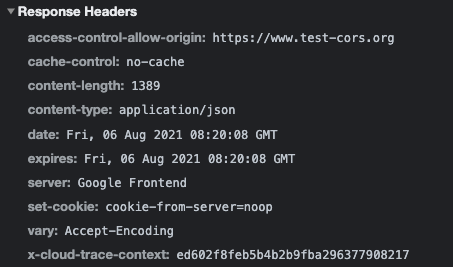 Response Headers
access-control-allow-origin: https://www.test-cors.org
cache-control: no-cache
content-length: 1389
content-type: application/json
date: Fri, 06 Aug 2021 08:20:08 GMT
expires: Fri, 06 Aug 2021 08:20:08 GMT
server: Google Frontend
set-cookie: cookie-from-server=noop
vary: Accept-Encoding
x-cloud-trace-context: ed602f8feb5b4b2b9fba296377908217